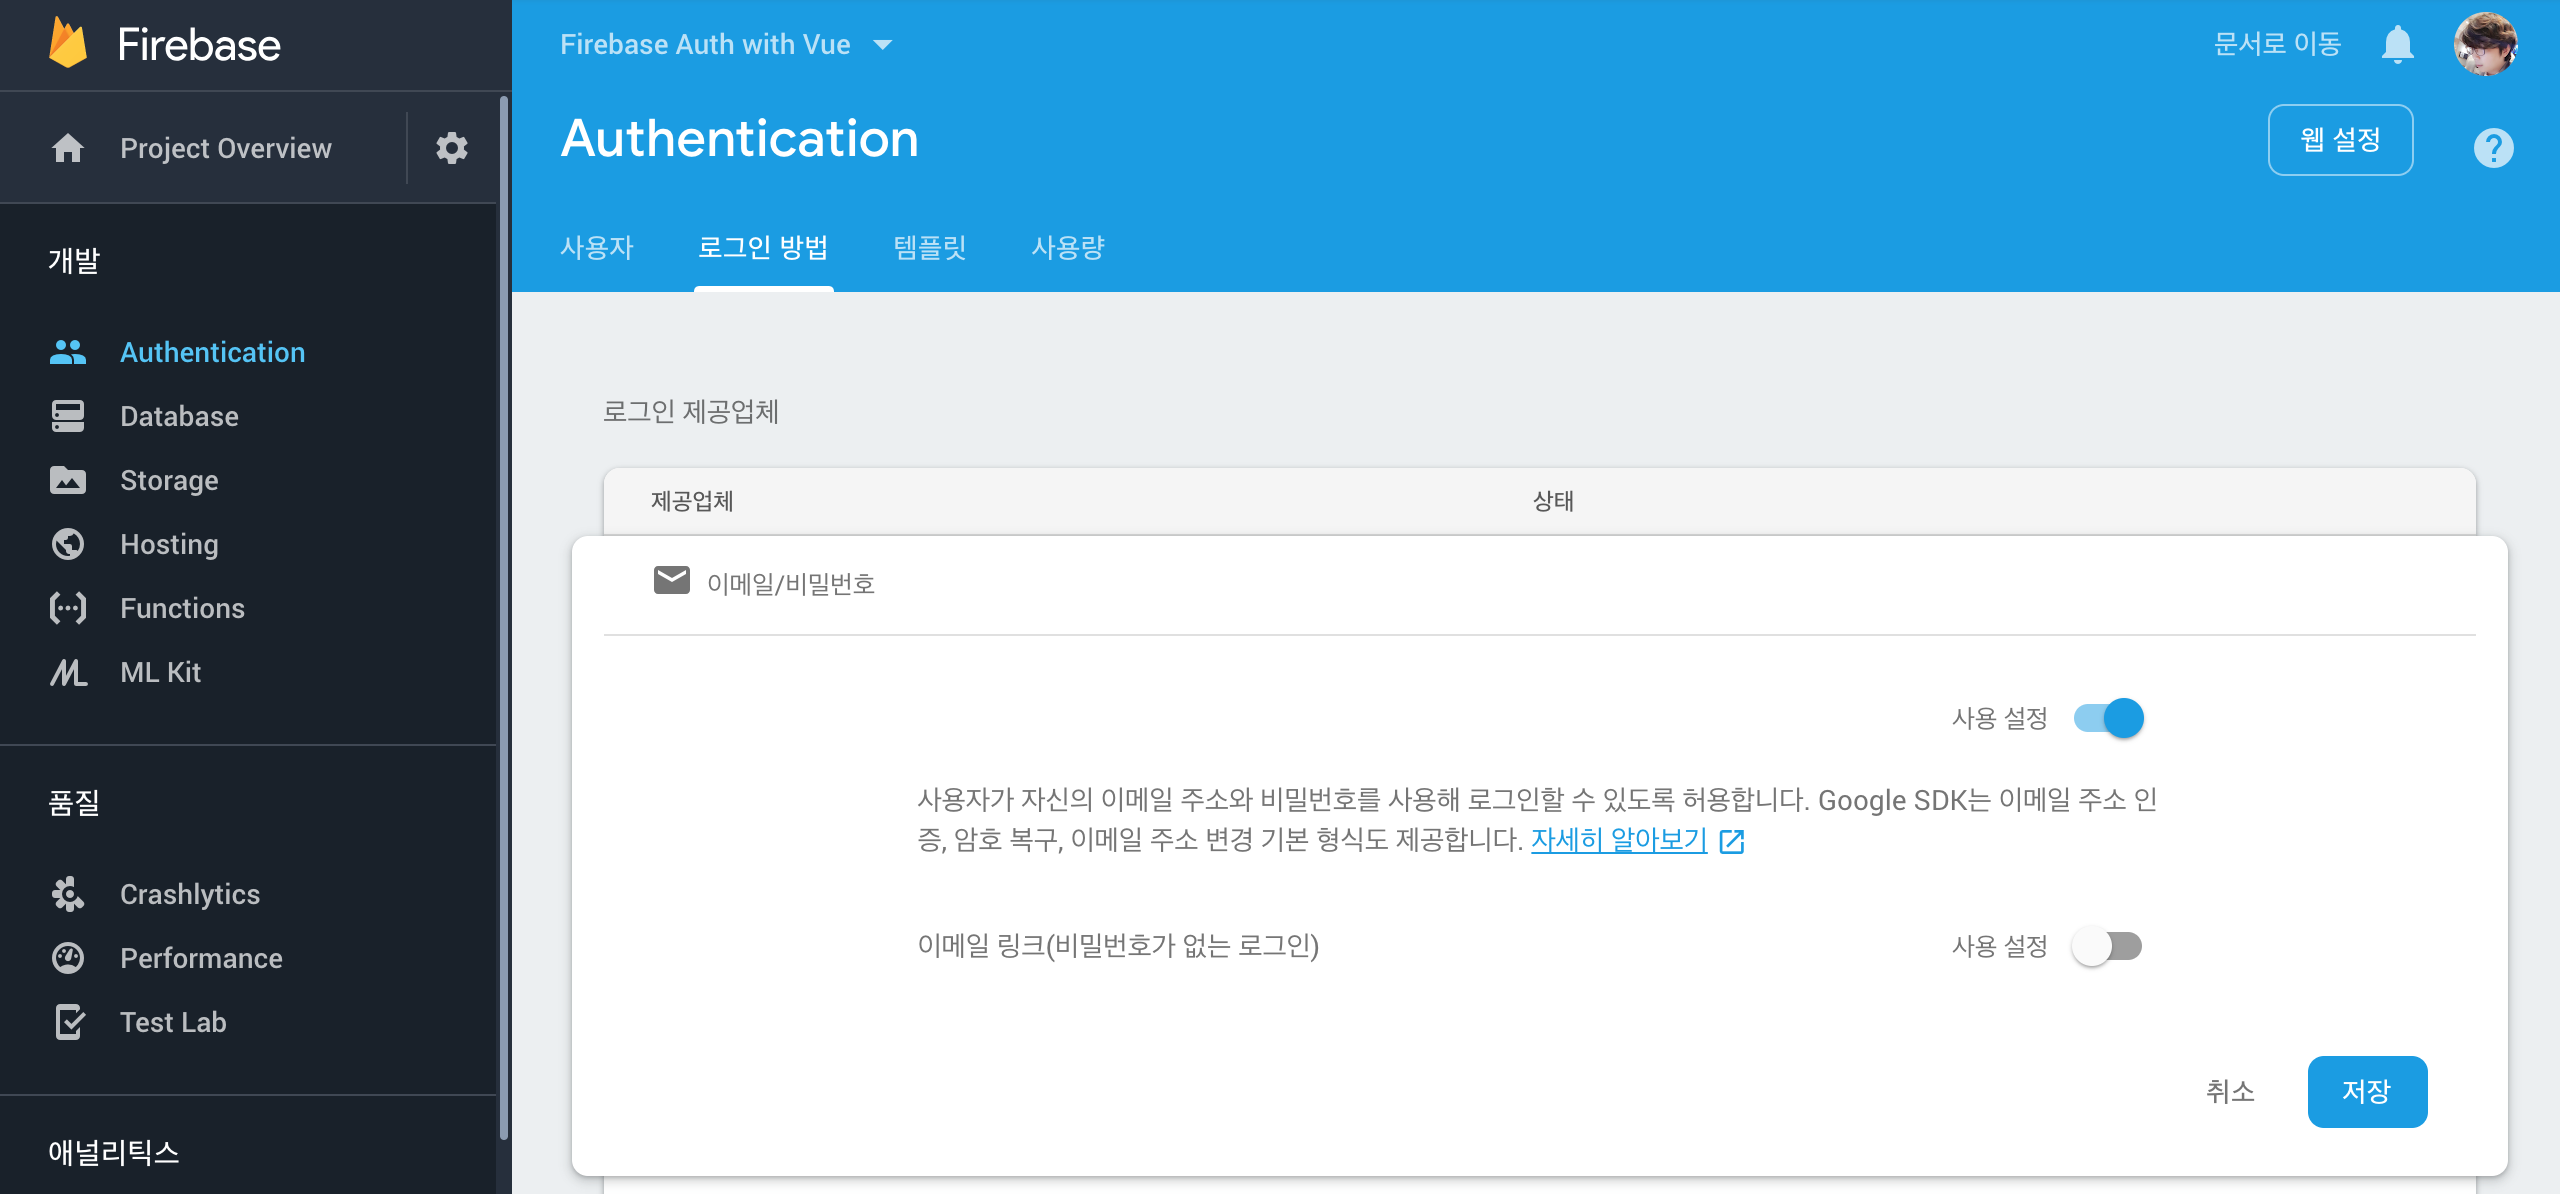 Firebase
Project Overview
개발
Authentication
Database
Storage
Hosting
Functions
ML Kit
품질
Crashlytics
Performance
Test Lab
애널리틱스
Firebase Auth with Vue
문서로 이동
Authentication
웹 설정
?
사용자
로그인 방법
템플릿
사용량
로그인 제공업체
제공업체
상태
이메일/비밀번호
사용 설정
사용자가 자신의 이메일 주소와 비밀번호를 사용해 로그인할 수 있도록 허용합니다. Google SDK는 이메일 주소 인
증, 암호 복구, 이메일 주소 변경 기본 형식도 제공합니다. 자세히 알아보기
이메일 링크(비밀번호가 없는 로그인)
사용 설정
취소
저장